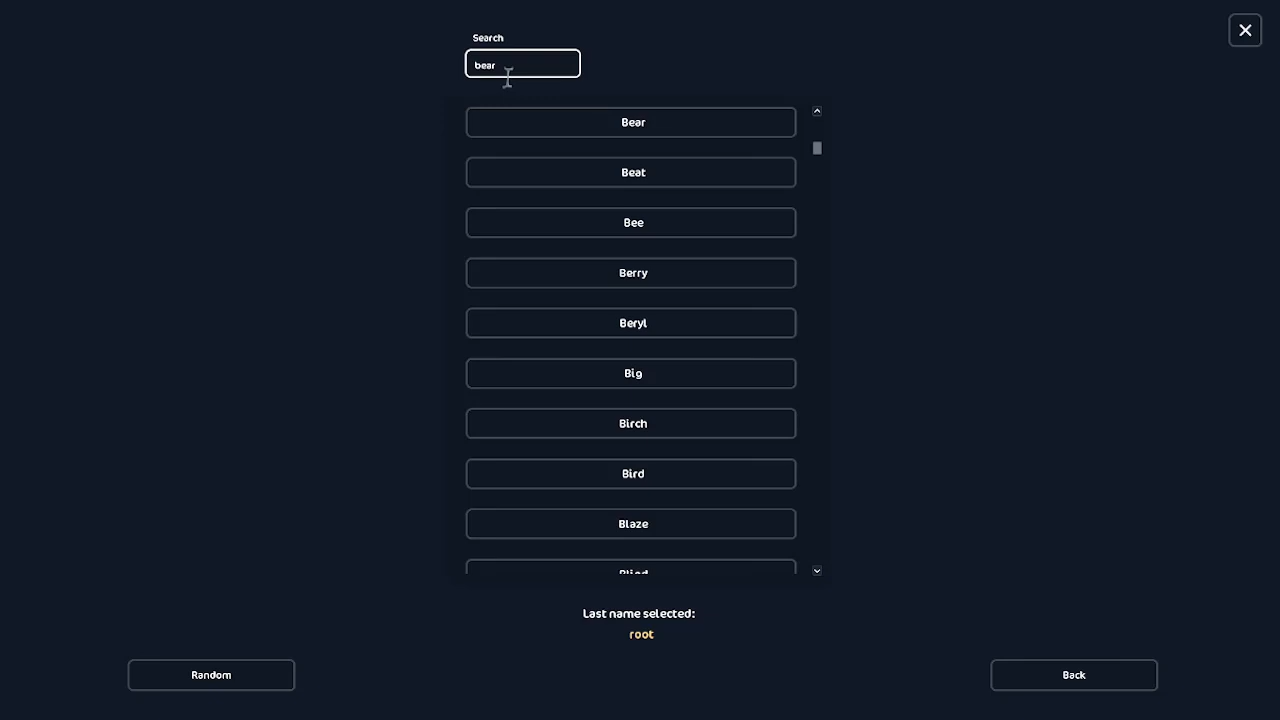 Search
bear
Bear
Beat
Bee
Berry
Beryl
Big
Birch
Bird
Blaze
Last name selected:
root
Random
Back